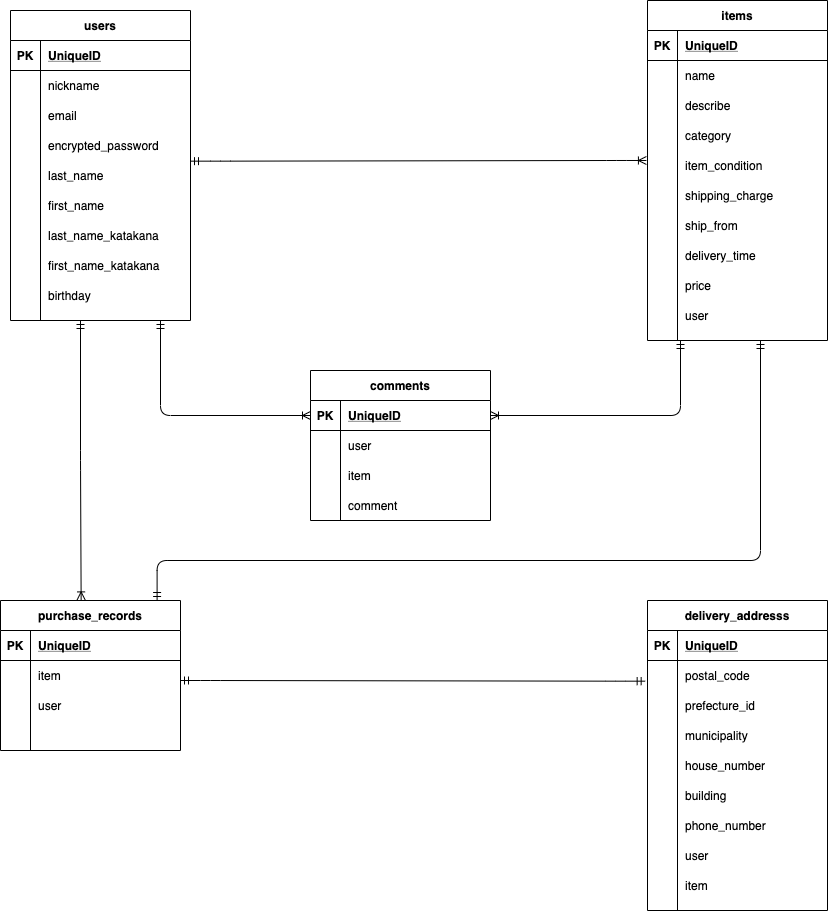 users
PK UniqueID
nickname
email
encrypted_password
last_name
first_name
last_name_katakana
first_name_katakana
birthday
items
PK UniqueID
name
describe
category
item_condition
shipping_charge
ship_from
delivery_time
price
user
comments
PK UniqueID
user
item
comment
purchase_records
PK UniqueID
item
user
delivery_addresss
PK UniqueID
postal_code
prefecture_id
municipality
house_number
building
phone_number
user
item